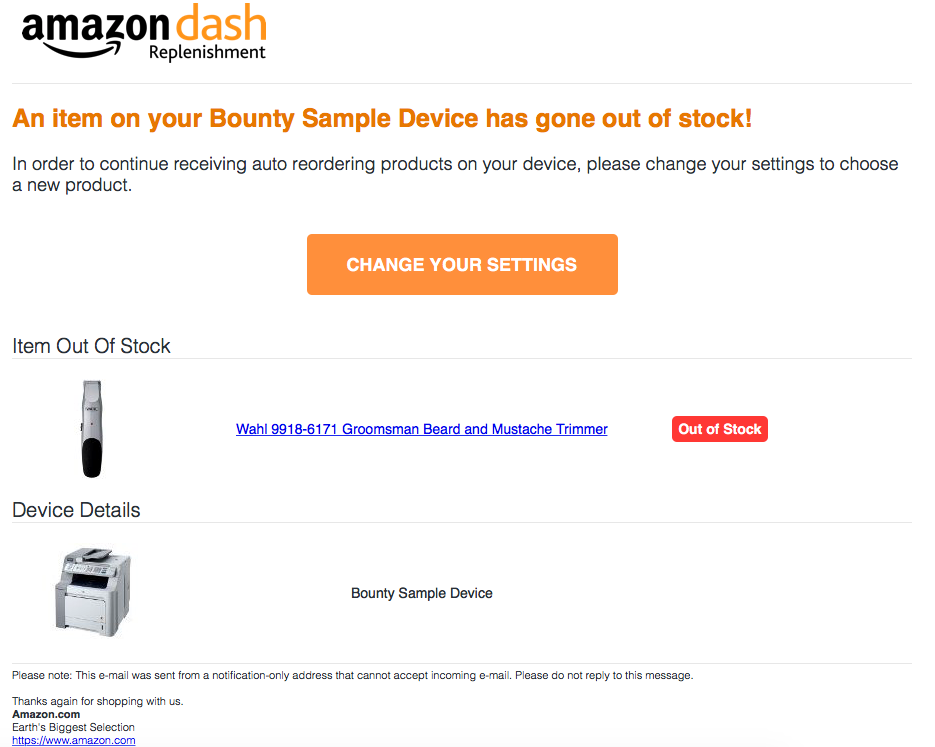 amazon dash
Replenishment
An item on your Bounty Sample Device has gone out of stock!
In order to continue receiving auto reordering products on your device, please change your settings to choose
a new product.
CHANGE YOUR SETTINGS
Item Out Of Stock
Wahl 9918-6171 Groomsman Beard and Mustache Trimmer
Out of Stock
Device Details
Bounty Sample Device
Please note: This e-mail was sent from a notification-only address that cannot accept incoming e-mail. Please do not reply to this message.
Thanks again for shopping with us.
Amazon.com
Earth's Biggest Selection
https://www.amazon.com